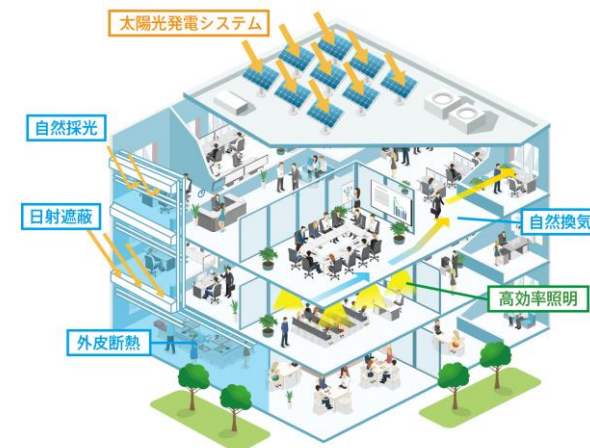 太陽光発電システム
自然採光
日射遮蔽
自然換気
高効率照明
外皮断熱